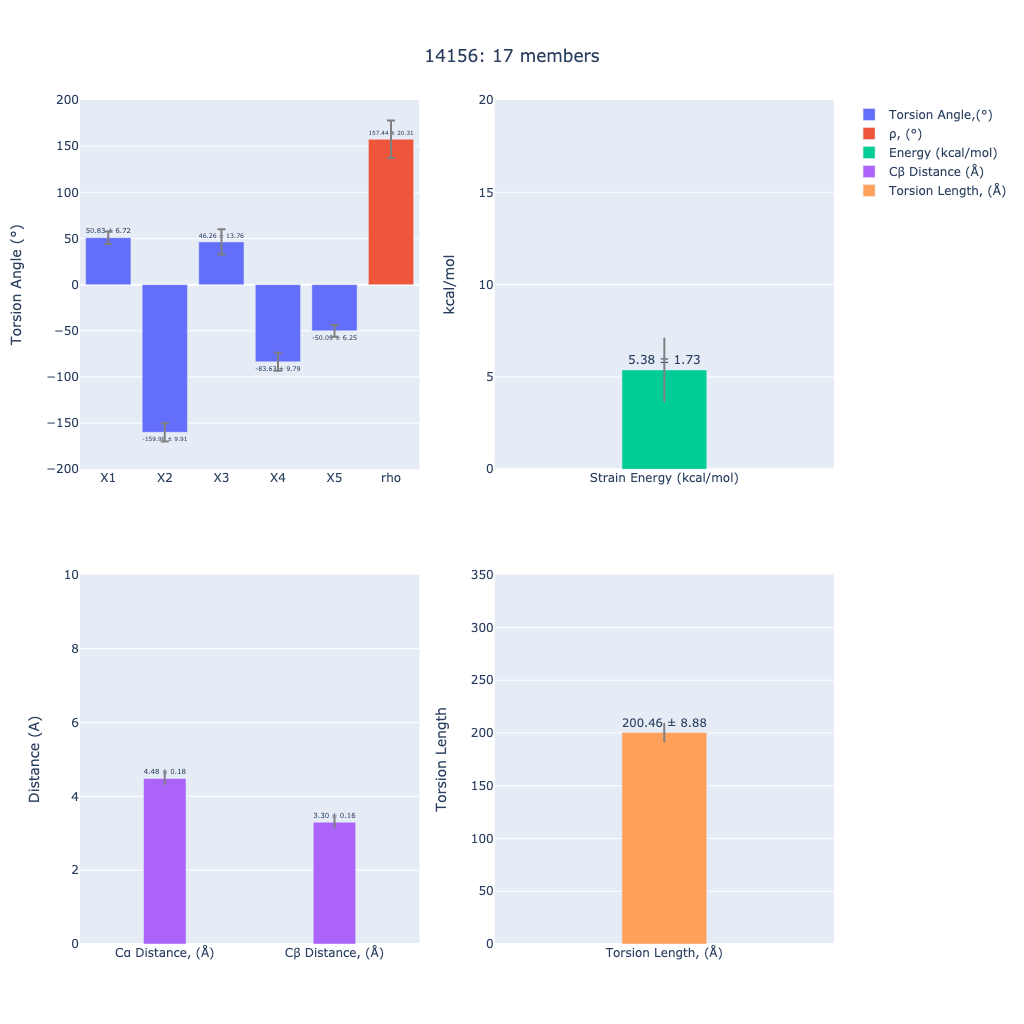 14156: 17 members
Torsion Angle (°)
200
150
100
50
0
−50
−100
−150
−200
50.83 ± 6.72
46.26 ± 13.76
157.44 ± 20.31
-50.09 ± 6.25
-83.63 ± 9.79
± 9.91
X1 X2 X3 X4 X5 rho
kcal/mol
20
15
10
5
0
5.38 ± 1.73
Strain Energy (kcal/mol)
Torsion Angle,(°)
ρ, (°)
Energy (kcal/mol)
Cβ Distance (Å)
Torsion Length, (Å)
Distance (A)
10
8
6
4
2
0
4.48 ± 0.18
3.30 ± 0.16
Cα Distance, (Å) Cβ Distance, (Å)
Torsion Length
350
300
250
200
150
100
50
0
200.46 ± 8.88
Torsion Length, (Å)